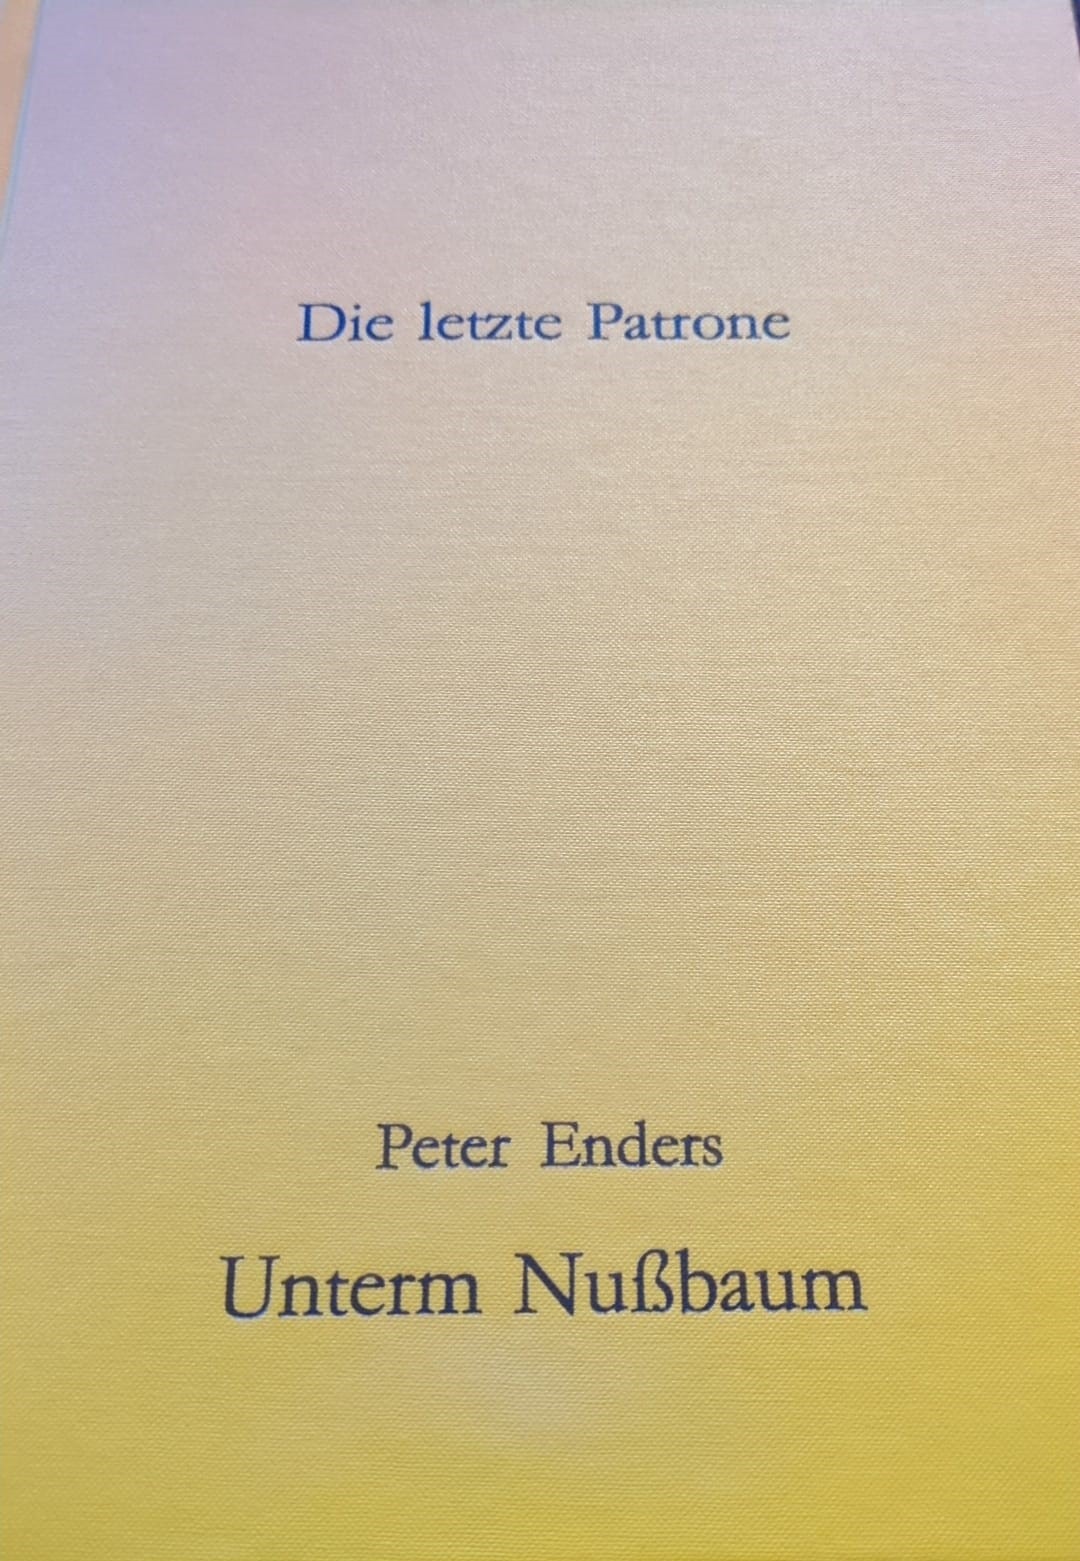 Die letzte Patrone
Peter Enders
Unterm Nußbaum